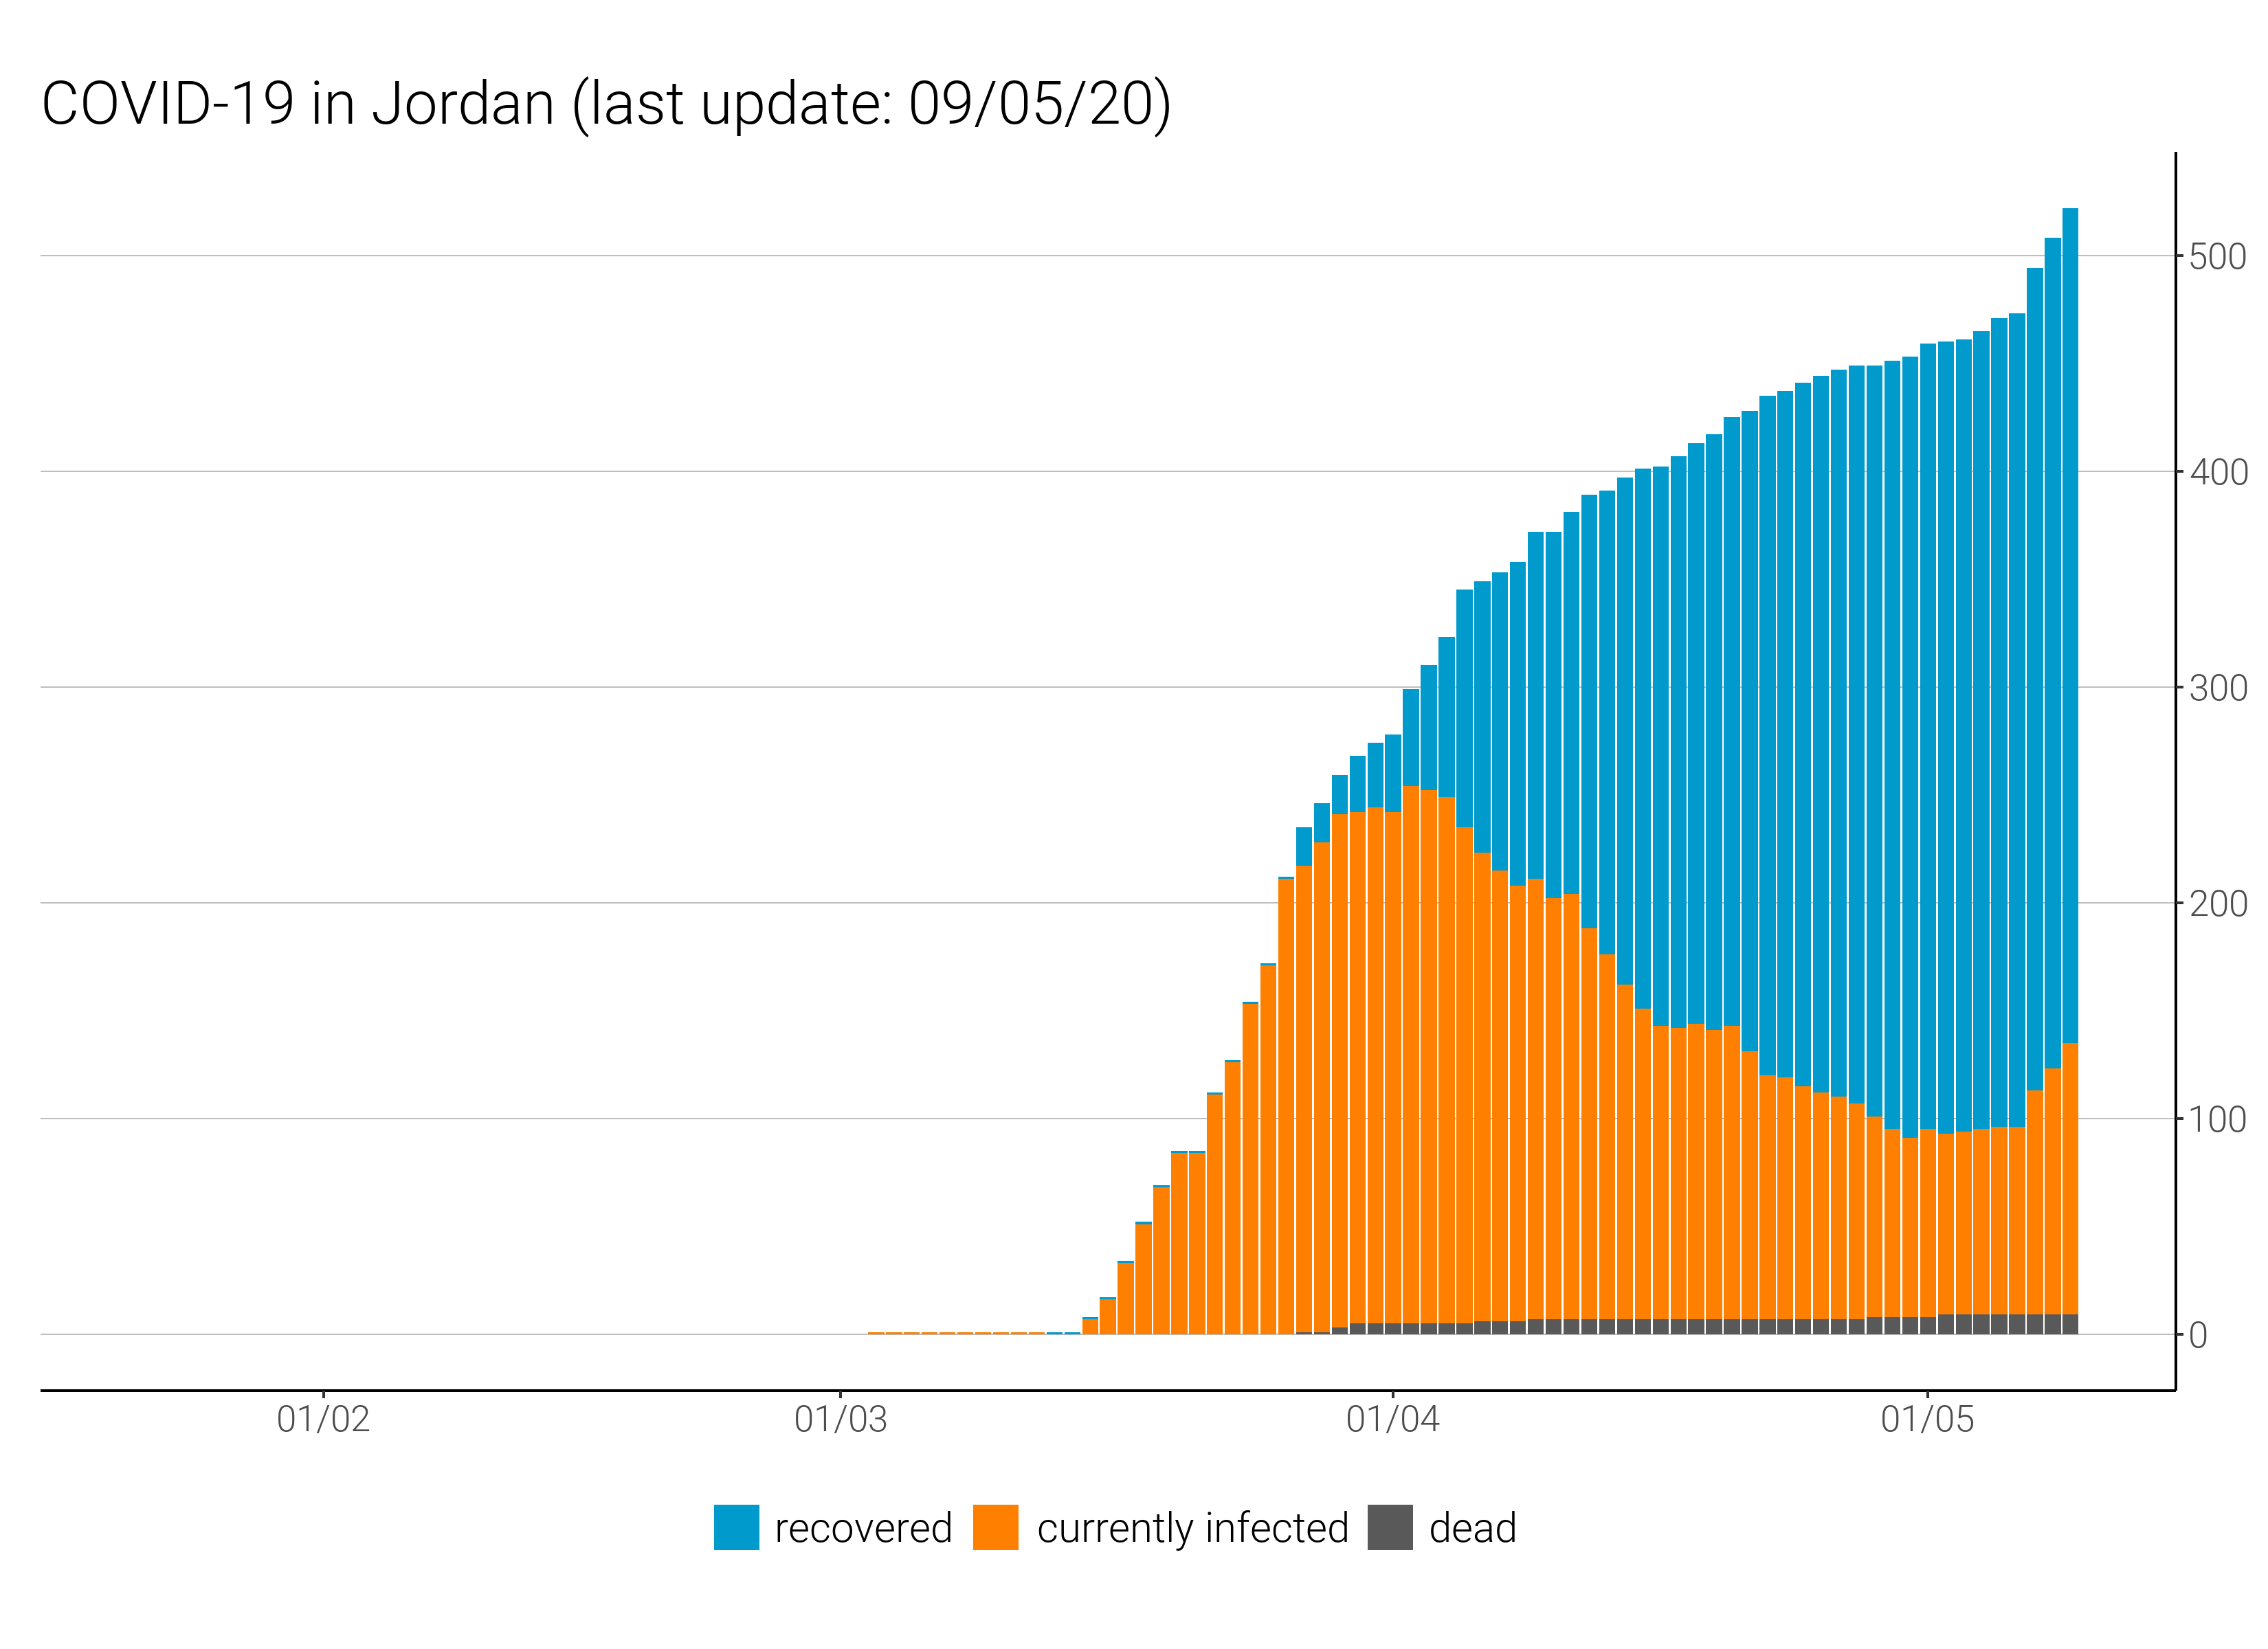 COVID-19 in Jordan (last update: 09/05/20)
500
400
300
200
100
0
01/02 01/03 01/04 01/05
recovered currently infected dead